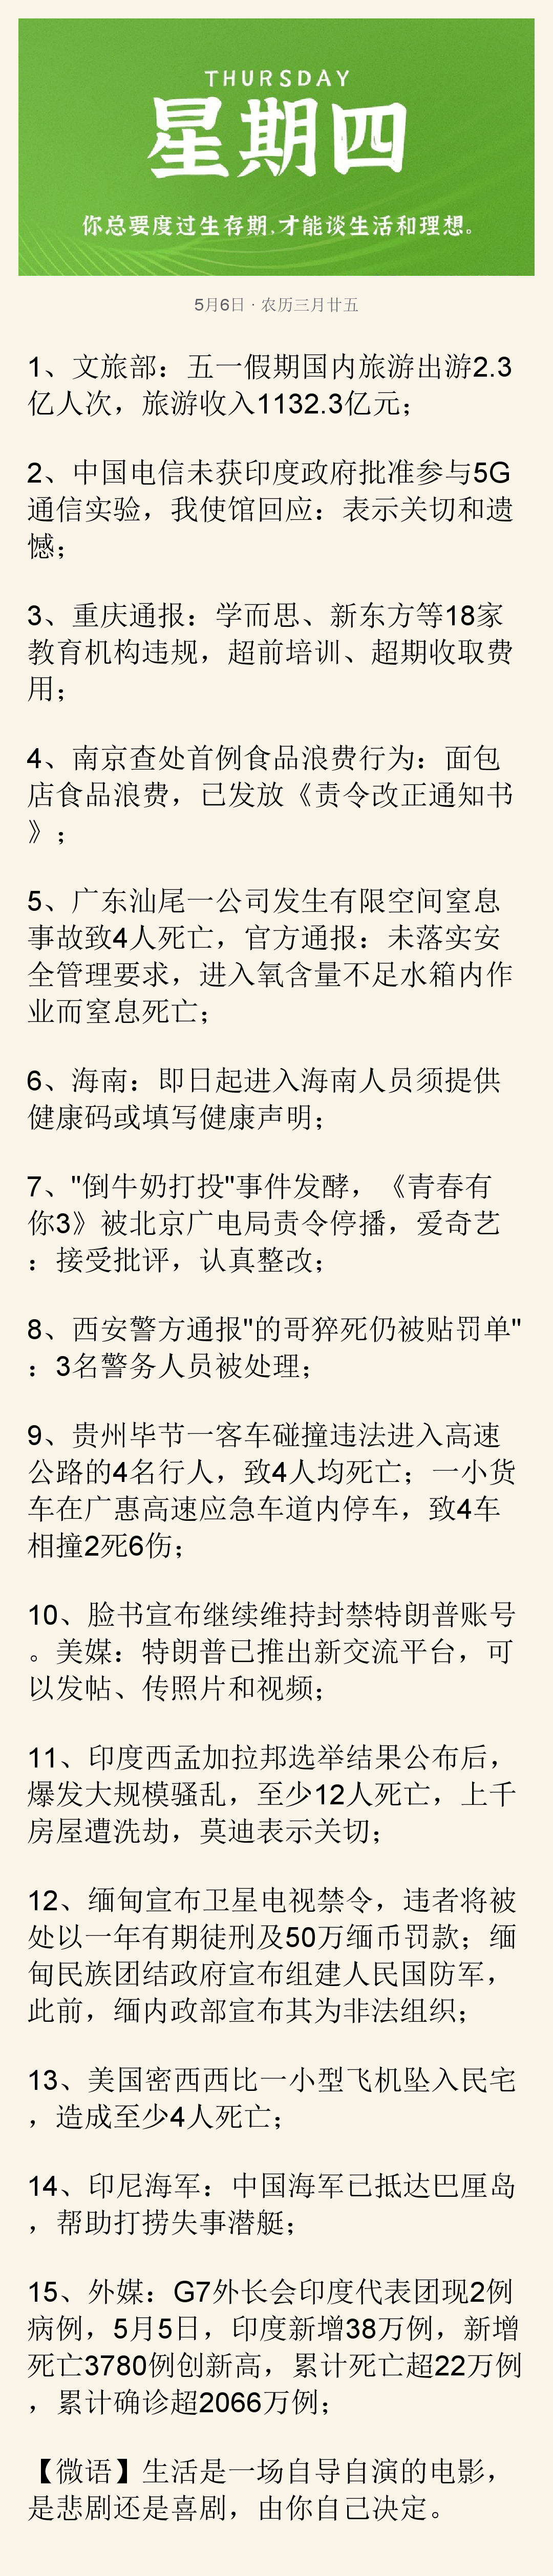 THURSDAY
星期四
你总要度过生存期,才能谈生活和理想。
5月6日 · 农历三月廿五
1、文旅部：五一假期国内旅游出游2.3
亿人次，旅游收入1132.3亿元；
2、中国电信未获印度政府批准参与5G
通信实验，我使馆回应：表示关切和遗
憾；
3、重庆通报：学而思、新东方等18家
教育机构违规，超前培训、超期收取费
用；
4、南京查处首例食品浪费行为：面包
店食品浪费，已发放《责令改正通知书
》；
5、广东汕尾一公司发生有限空间窒息
事故致4人死亡，官方通报：未落实安
全管理要求，进入氧含量不足水箱内作
业而窒息死亡；
6、海南：即日起进入海南人员须提供
健康码或填写健康声明；
7、"倒牛奶打投"事件发酵，《青春有
你3》被北京广电局责令停播，爱奇艺
：接受批评，认真整改；
8、西安警方通报"的哥猝死仍被贴罚单"
：3名警务人员被处理；
9、贵州毕节一客车碰撞违法进入高速
公路的4名行人，致4人均死亡；一小货
车在广惠高速应急车道内停车，致4车
相撞2死6伤；
10、脸书宣布继续维持封禁特朗普账号
。美媒：特朗普已推出新交流平台，可
以发帖、传照片和视频；
11、印度西孟加拉邦选举结果公布后，
爆发大规模骚乱，至少12人死亡，上千
房屋遭洗劫，莫迪表示关切；
12、缅甸宣布卫星电视禁令，违者将被
处以一年有期徒刑及50万缅币罚款；缅
甸民族团结政府宣布组建人民国防军，
此前，缅内政部宣布其为非法组织；
13、美国密西西比一小型飞机坠入民宅
，造成至少4人死亡；
14、印尼海军：中国海军已抵达巴厘岛
，帮助打捞失事潜艇；
15、外媒：G7外长会印度代表团现2例
病例，5月5日，印度新增38万例，新增
死亡3780例创新高，累计死亡超22万例
，累计确诊超2066万例；
【微语】生活是一场自导自演的电影，
是悲剧还是喜剧，由你自己决定。